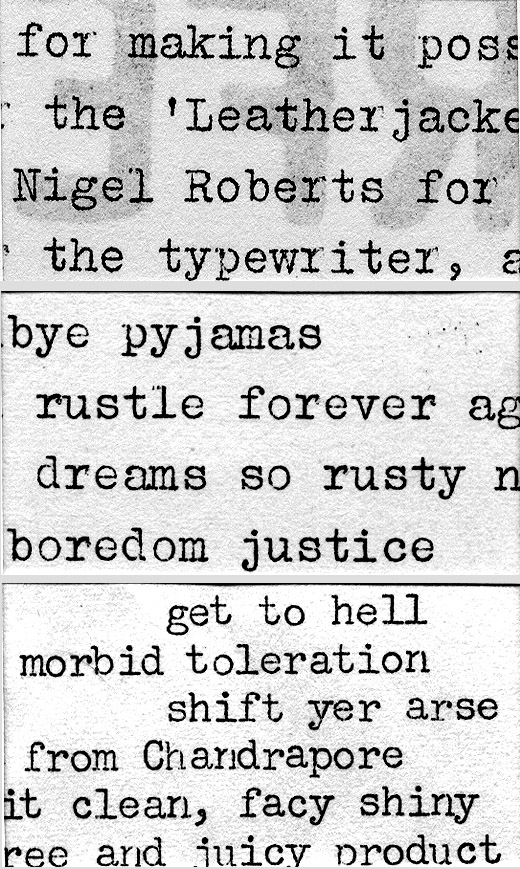 for making it poss
the 'Leatherjacke
Nigel Roberts for
the typewriter, a
bye pyjamas
rustle forever ag
dreams so rusty n
boredom justice
get to hell
morbid toleration
shift yer arse
from Chandrapore
it clean, facy shiny
ree and juicy product